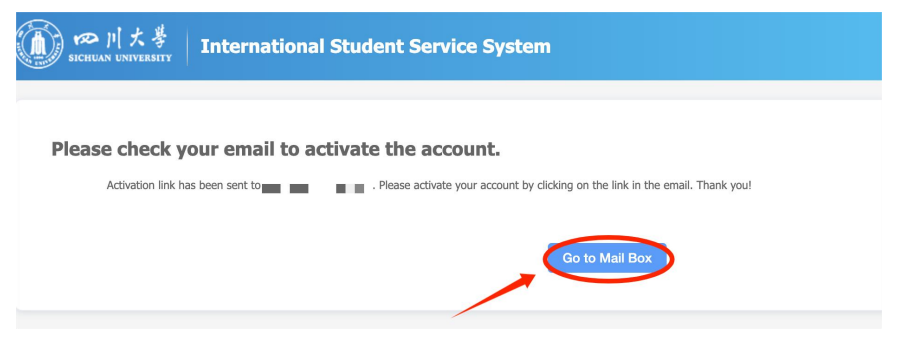 四川大學
SICHUAN UNIVERSITY
International Student Service System
Please check your email to activate the account.
Activation link has been sent to . Please activate your account by clicking on the link in the email. Thank you!
Go to Mail Box